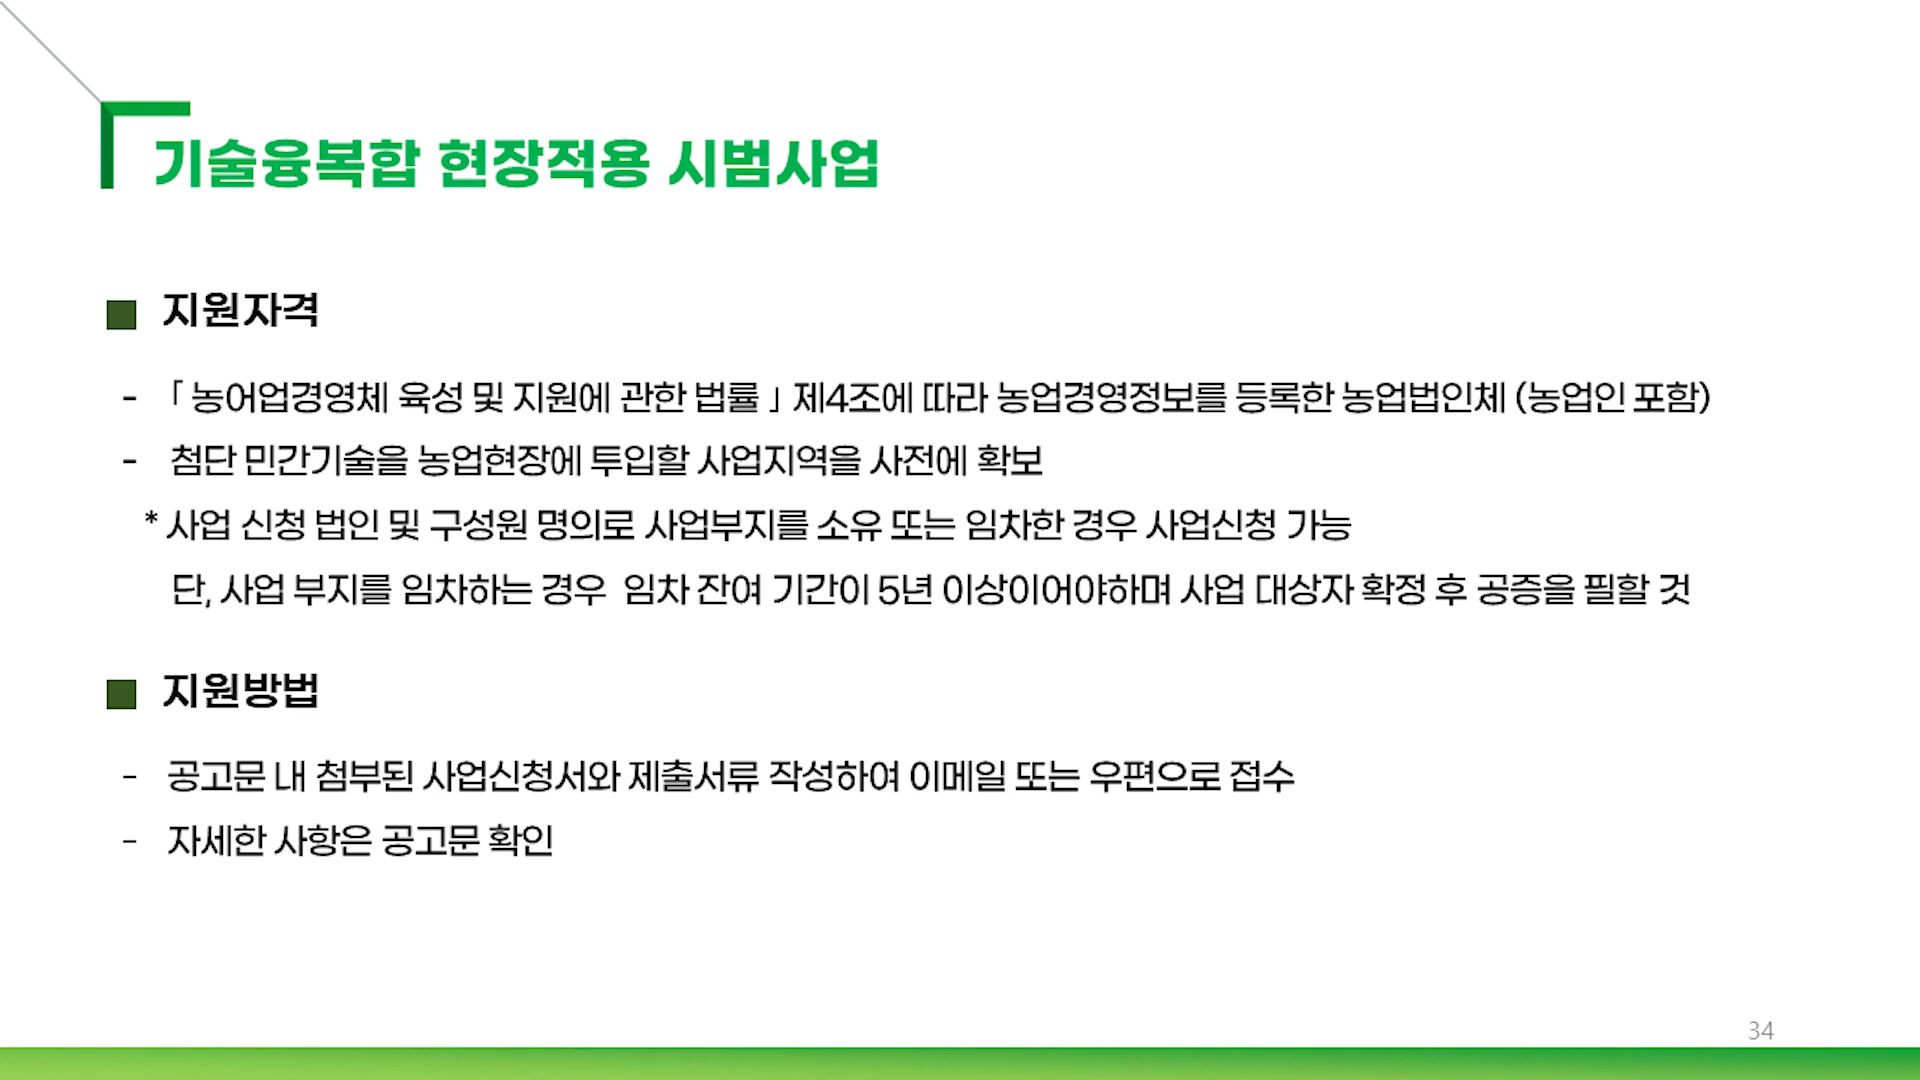 기술융복합 현장적용 시범사업
■ 지원자격
- 「 농어업경영체 육성 및 지원에 관한 법률 」 제4조에 따라 농업경영정보를 등록한 농업법인체 (농업인 포함)
- 첨단 민간기술을 농업현장에 투입할 사업지역을 사전에 확보
* 사업 신청 법인 및 구성원 명의로 사업부지를 소유 또는 임차한 경우 사업신청 가능
단, 사업 부지를 임차하는 경우 임차 잔여 기간이 5년 이상이어야하며 사업 대상자 확정 후 공증을 필할 것
■ 지원방법
- 공고문 내 첨부된 사업신청서와 제출서류 작성하여 이메일 또는 우편으로 접수
- 자세한 사항은 공고문 확인
34